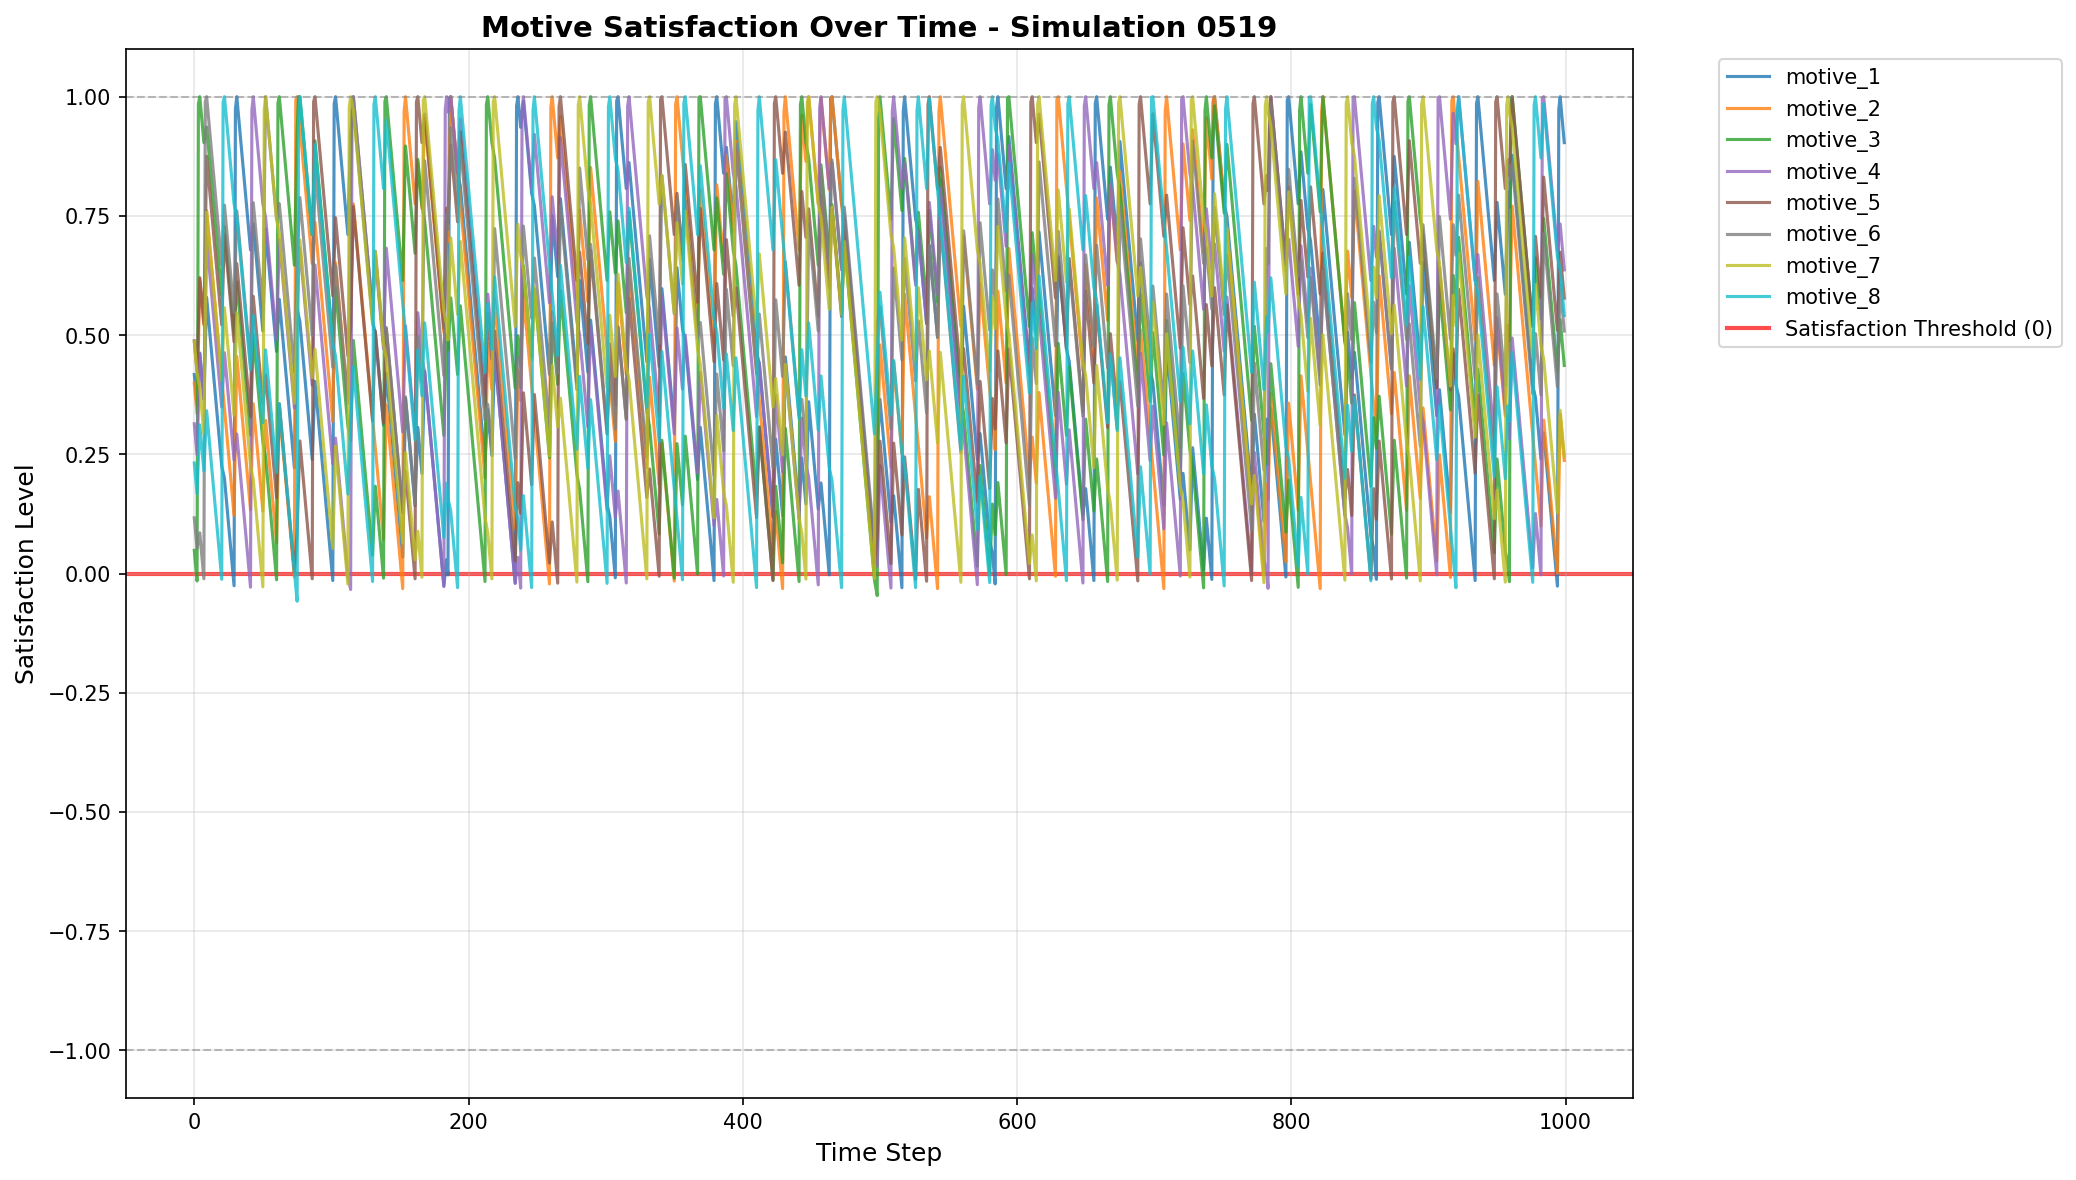 Motive Satisfaction Over Time - Simulation 0519
Satisfaction Level
1.00
0.75
0.50
0.25
0.00
−0.25
−0.50
−0.75
−1.00
0
200
400
600
800
1000
Time Step
motive_1
motive_2
motive_3
motive_4
motive_5
motive_6
motive_7
motive_8
Satisfaction Threshold (0)